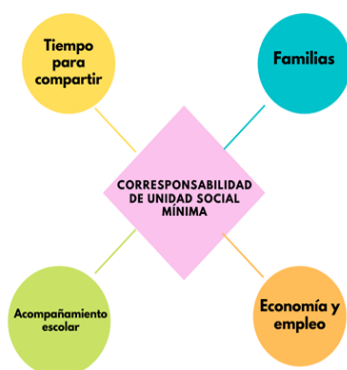 Tiempo
para
compartir
Familias
CORRESPONSABILIDAD
DE UNIDAD SOCIAL
MÍNIMA
Acompañamiento
escolar
Economía y
empleo